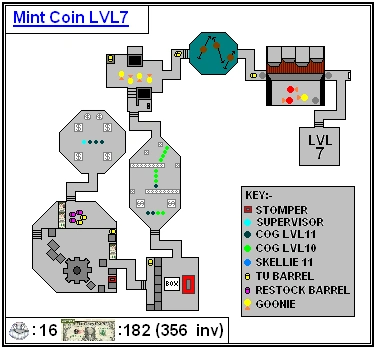 Mint Coin LVL7
LVL
7
KEY:-
STOMPER
SUPERVISOR
COG LVL11
COG LVL10
SKELLIE 11
TU BARREL
RESTOCK BARREL
GOONIE
BOX
:16 :182 (356 inv)